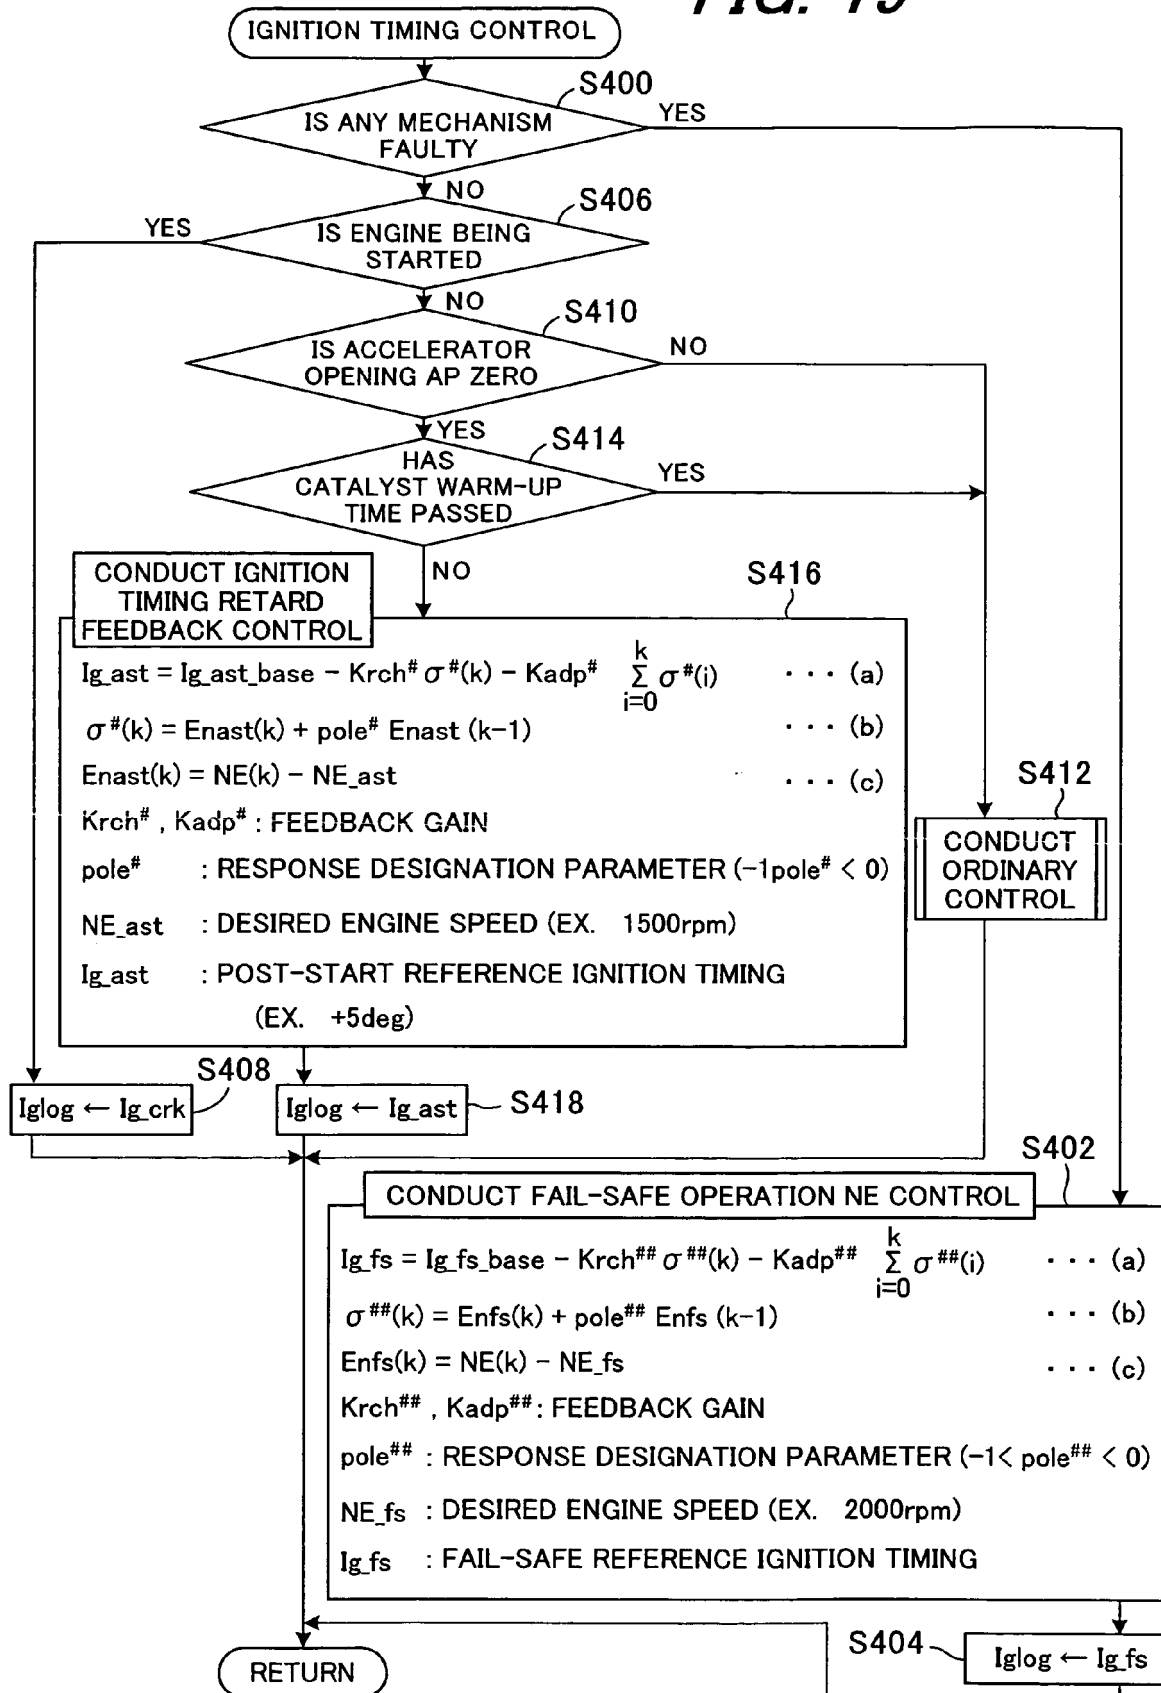 FIG. 19
IGNITION TIMING CONTROL
S400
IS ANY MECHANISM
FAULTY
YES
NO
S406
YES
IS ENGINE BEING
STARTED
NO
S410
IS ACCELERATOR
OPENING AP ZERO
NO
YES
S414
HAS
CATALYST WARM-UP
TIME PASSED
YES
NO
CONDUCT IGNITION
TIMING RETARD
FEEDBACK CONTROL
S416
Ig_ast = Ig_ast_base − Krch# σ#(k) − Kadp# k Σ i=0 σ#(i) ··· (a)
σ#(k) = Enast(k) + pole# Enast (k−1) ··· (b)
Enast(k) = NE(k) − NE_ast ··· (c)
Krch# , Kadp# : FEEDBACK GAIN
pole# : RESPONSE DESIGNATION PARAMETER (−1pole# < 0)
NE_ast : DESIRED ENGINE SPEED (EX. 1500rpm)
Ig_ast : POST-START REFERENCE IGNITION TIMING
(EX. +5deg)
S412
CONDUCT
ORDINARY
CONTROL
S408
Iglog ← Ig_crk
Iglog ← Ig_ast
S418
S402
CONDUCT FAIL-SAFE OPERATION NE CONTROL
Ig_fs = Ig_fs_base − Krch## σ##(k) − Kadp## k Σ i=0 σ##(i) ··· (a)
σ##(k) = Enfs(k) + pole## Enfs (k−1) ··· (b)
Enfs(k) = NE(k) − NE_fs ··· (c)
Krch## , Kadp## : FEEDBACK GAIN
pole## : RESPONSE DESIGNATION PARAMETER (−1< pole## < 0)
NE_fs : DESIRED ENGINE SPEED (EX. 2000rpm)
Ig_fs : FAIL-SAFE REFERENCE IGNITION TIMING
S404
Iglog ← Ig_fs
RETURN